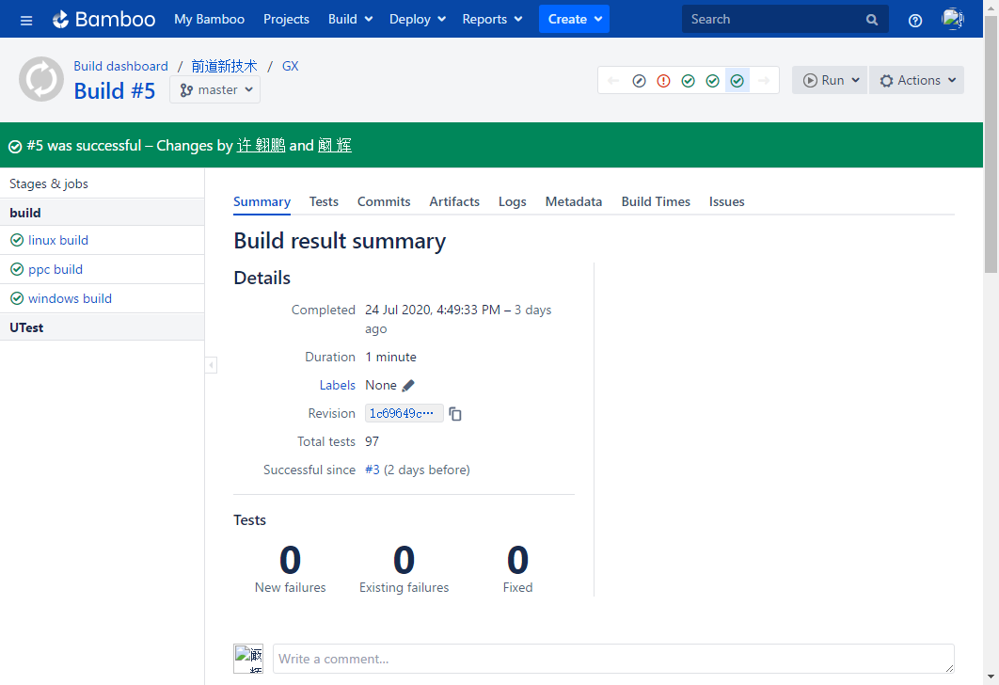 Bamboo My Bamboo Projects Build Deploy Reports Create Search
Build dashboard / 前道新技术 / GX
Build #5 master
Run Actions
#5 was successful – Changes by 许 翱鹏 and 阚 辉
Stages & jobs
build
linux build
ppc build
windows build
UTest
Summary Tests Commits Artifacts Logs Metadata Build Times Issues
Build result summary
Details
Completed 24 Jul 2020, 4:49:33 PM – 3 days
ago
Duration 1 minute
Labels None
Revision 1c69649c…
Total tests 97
Successful since #3 (2 days before)
Tests
0 0 0
New failures Existing failures Fixed
Write a comment...